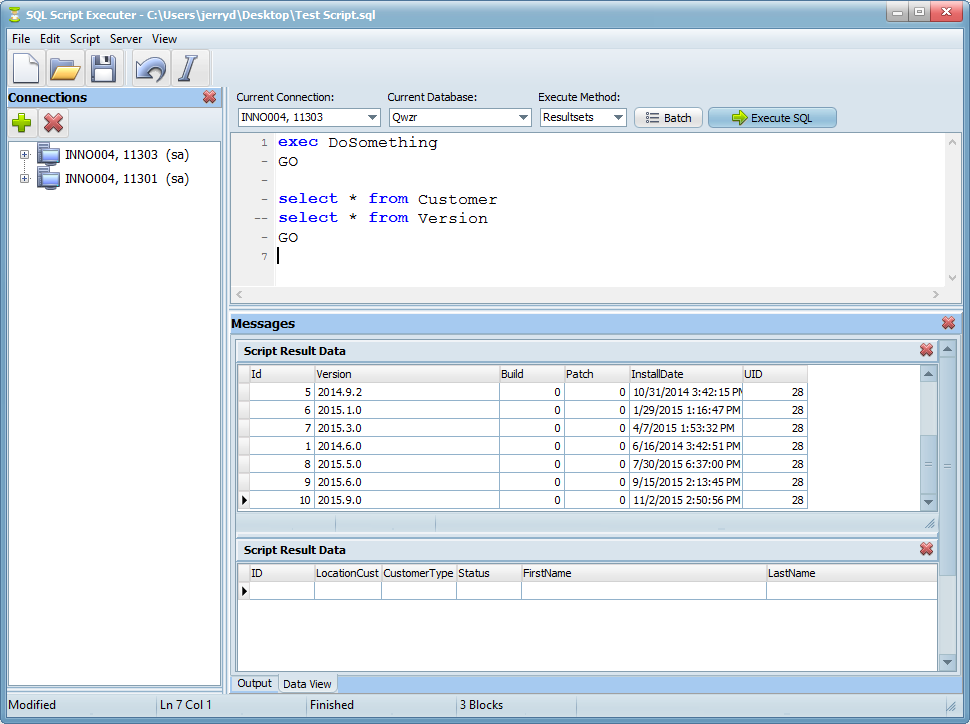 SQL Script Executer - C:\Users\jerryd\Desktop\Test Script.sql
File Edit Script Server View
Connections
INNO004, 11303 (sa)
INNO004, 11301 (sa)
Current Connection: Current Database: Execute Method:
INNO004, 11303 Qwzr Resultsets Batch Execute SQL
1 exec DoSomething
- GO
-
- select * from Customer
-- select * from Version
- GO
7
Messages
Script Result Data
Id Version Build Patch InstallDate UID
5 2014.9.2 0 0 10/31/2014 3:42:15 PM 28
6 2015.1.0 0 0 1/29/2015 1:16:47 PM 28
7 2015.3.0 0 0 4/7/2015 1:53:32 PM 28
1 2014.6.0 0 0 6/16/2014 3:42:51 PM 28
8 2015.5.0 0 0 7/30/2015 6:37:00 PM 28
9 2015.6.0 0 0 9/15/2015 2:13:45 PM 28
10 2015.9.0 0 0 11/2/2015 2:50:56 PM 28
Script Result Data
ID LocationCust CustomerType Status FirstName LastName
Output Data View
Modified Ln 7 Col 1 Finished 3 Blocks